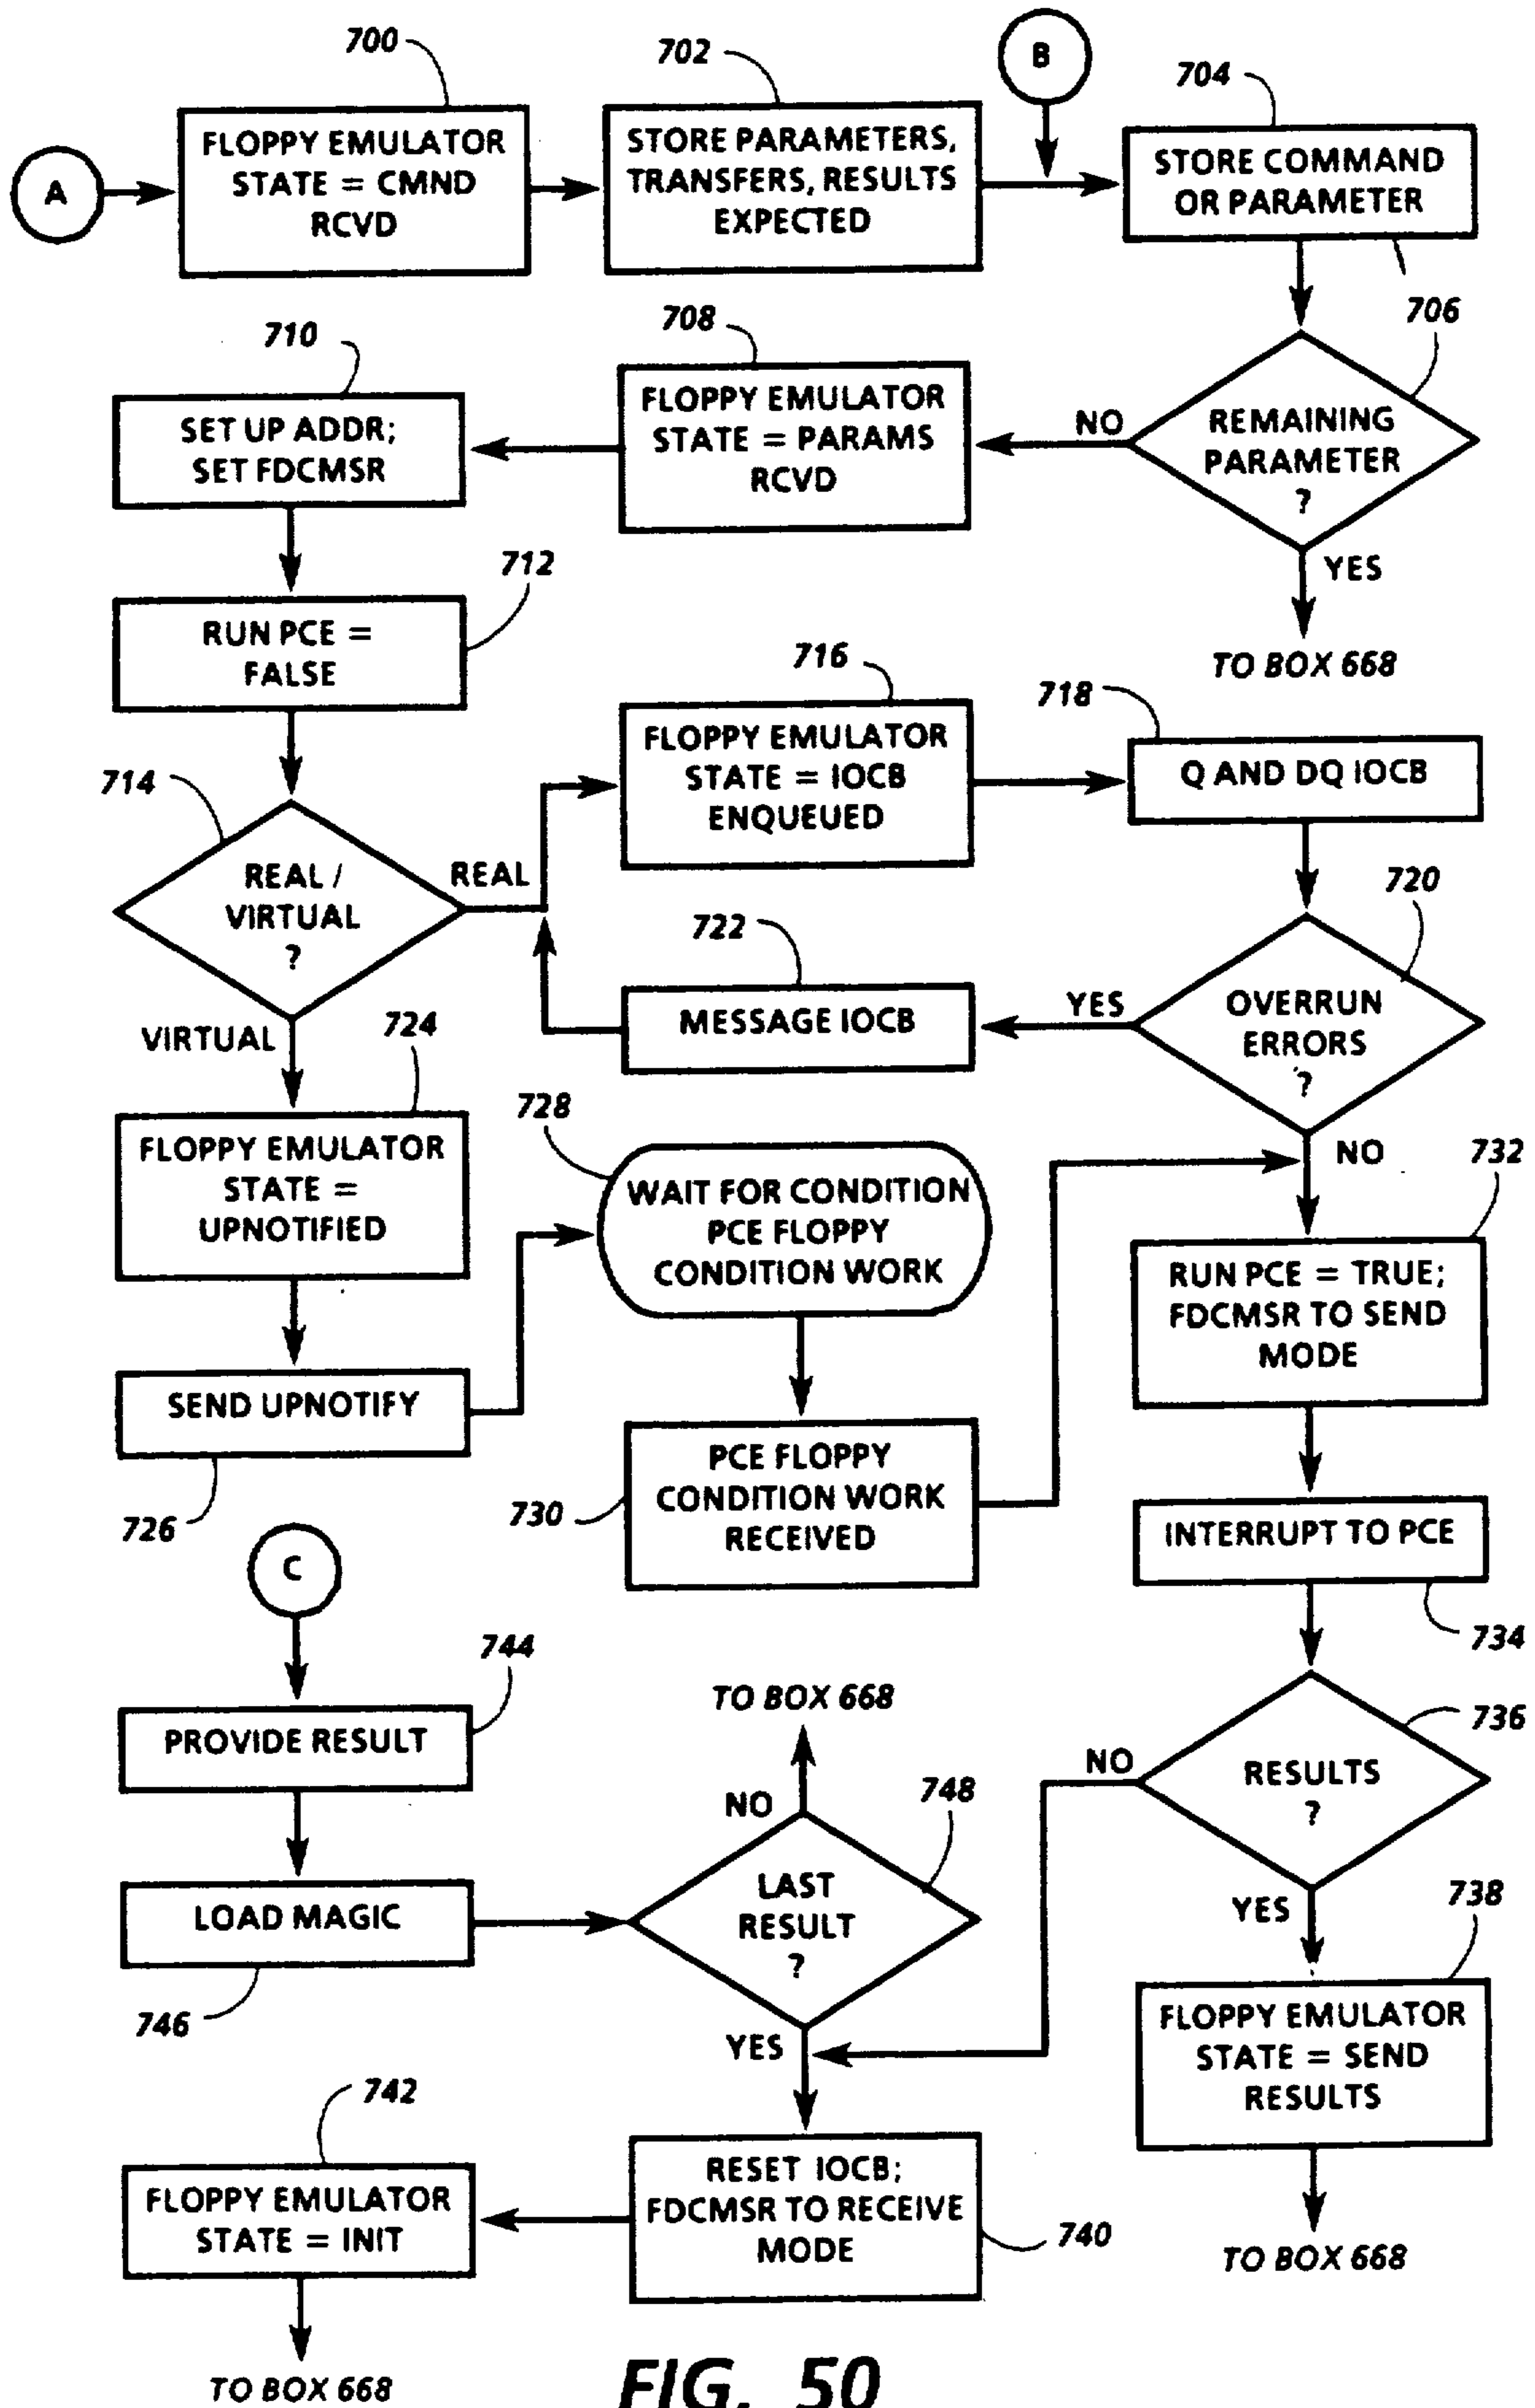 700
702
B
704
A
FLOPPY EMULATOR
STATE = CMND
RCVD
STORE PARAMETERS,
TRANSFERS, RESULTS
EXPECTED
STORE COMMAND
OR PARAMETER
706
710
708
SET UP ADDR;
SET FDCMSR
FLOPPY EMULATOR
STATE = PARAMS
RCVD
NO
REMAINING
PARAMETER
?
YES
TO BOX 668
712
RUN PCE =
FALSE
716
718
714
FLOPPY EMULATOR
STATE = IOCB
ENQUEUED
Q AND DQ IOCB
REAL /
VIRTUAL
?
REAL
VIRTUAL
722
720
MESSAGE IOCB
YES
OVERRUN
ERRORS
?
NO
724
728
732
FLOPPY EMULATOR
STATE =
UPNOTIFIED
WAIT FOR CONDITION
PCE FLOPPY
CONDITION WORK
RUN PCE = TRUE;
FDCMSR TO SEND
MODE
SEND UPNOTIFY
726
730
PCE FLOPPY
CONDITION WORK
RECEIVED
INTERRUPT TO PCE
734
C
744
PROVIDE RESULT
TO BOX 668
736
NO
RESULTS
?
YES
NO
748
LOAD MAGIC
746
LAST
RESULT
?
YES
738
FLOPPY EMULATOR
STATE = SEND
RESULTS
TO BOX 668
742
FLOPPY EMULATOR
STATE = INIT
RESET IOCB;
FDCMSR TO RECEIVE
MODE
740
TO BOX 668
FIG. 50